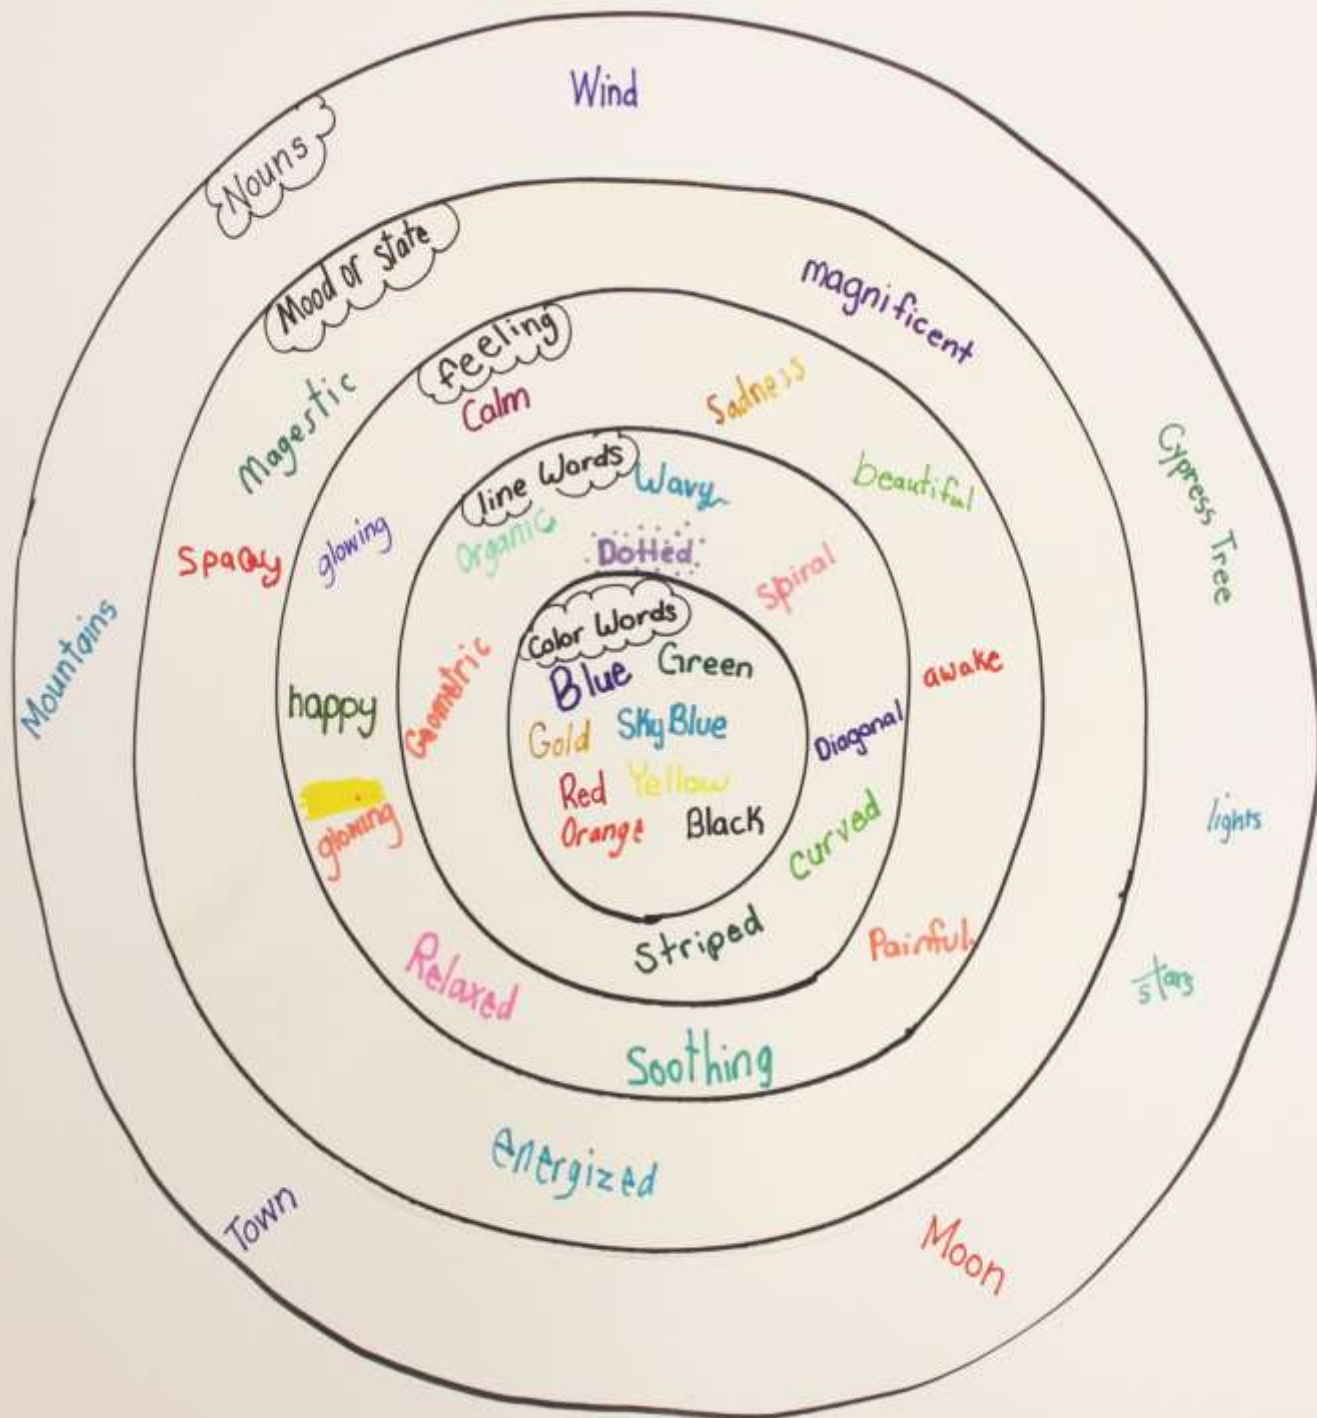 Wind
Nouns
Mood or state
magnificent
feeling
Calm
Sadness
Magestic
line Words
Wavy
beautiful
Cypress Tree
Organic
Dotted
glowing
Spiral
Color Words
Mountains
Geometric
Blue Green
awake
happy
Gold Sky Blue
Diagonal
Red Yellow
Orange Black
lights
glowing
Curved
Striped
Painful
Relaxed
stars
Soothing
energized
Town
Moon